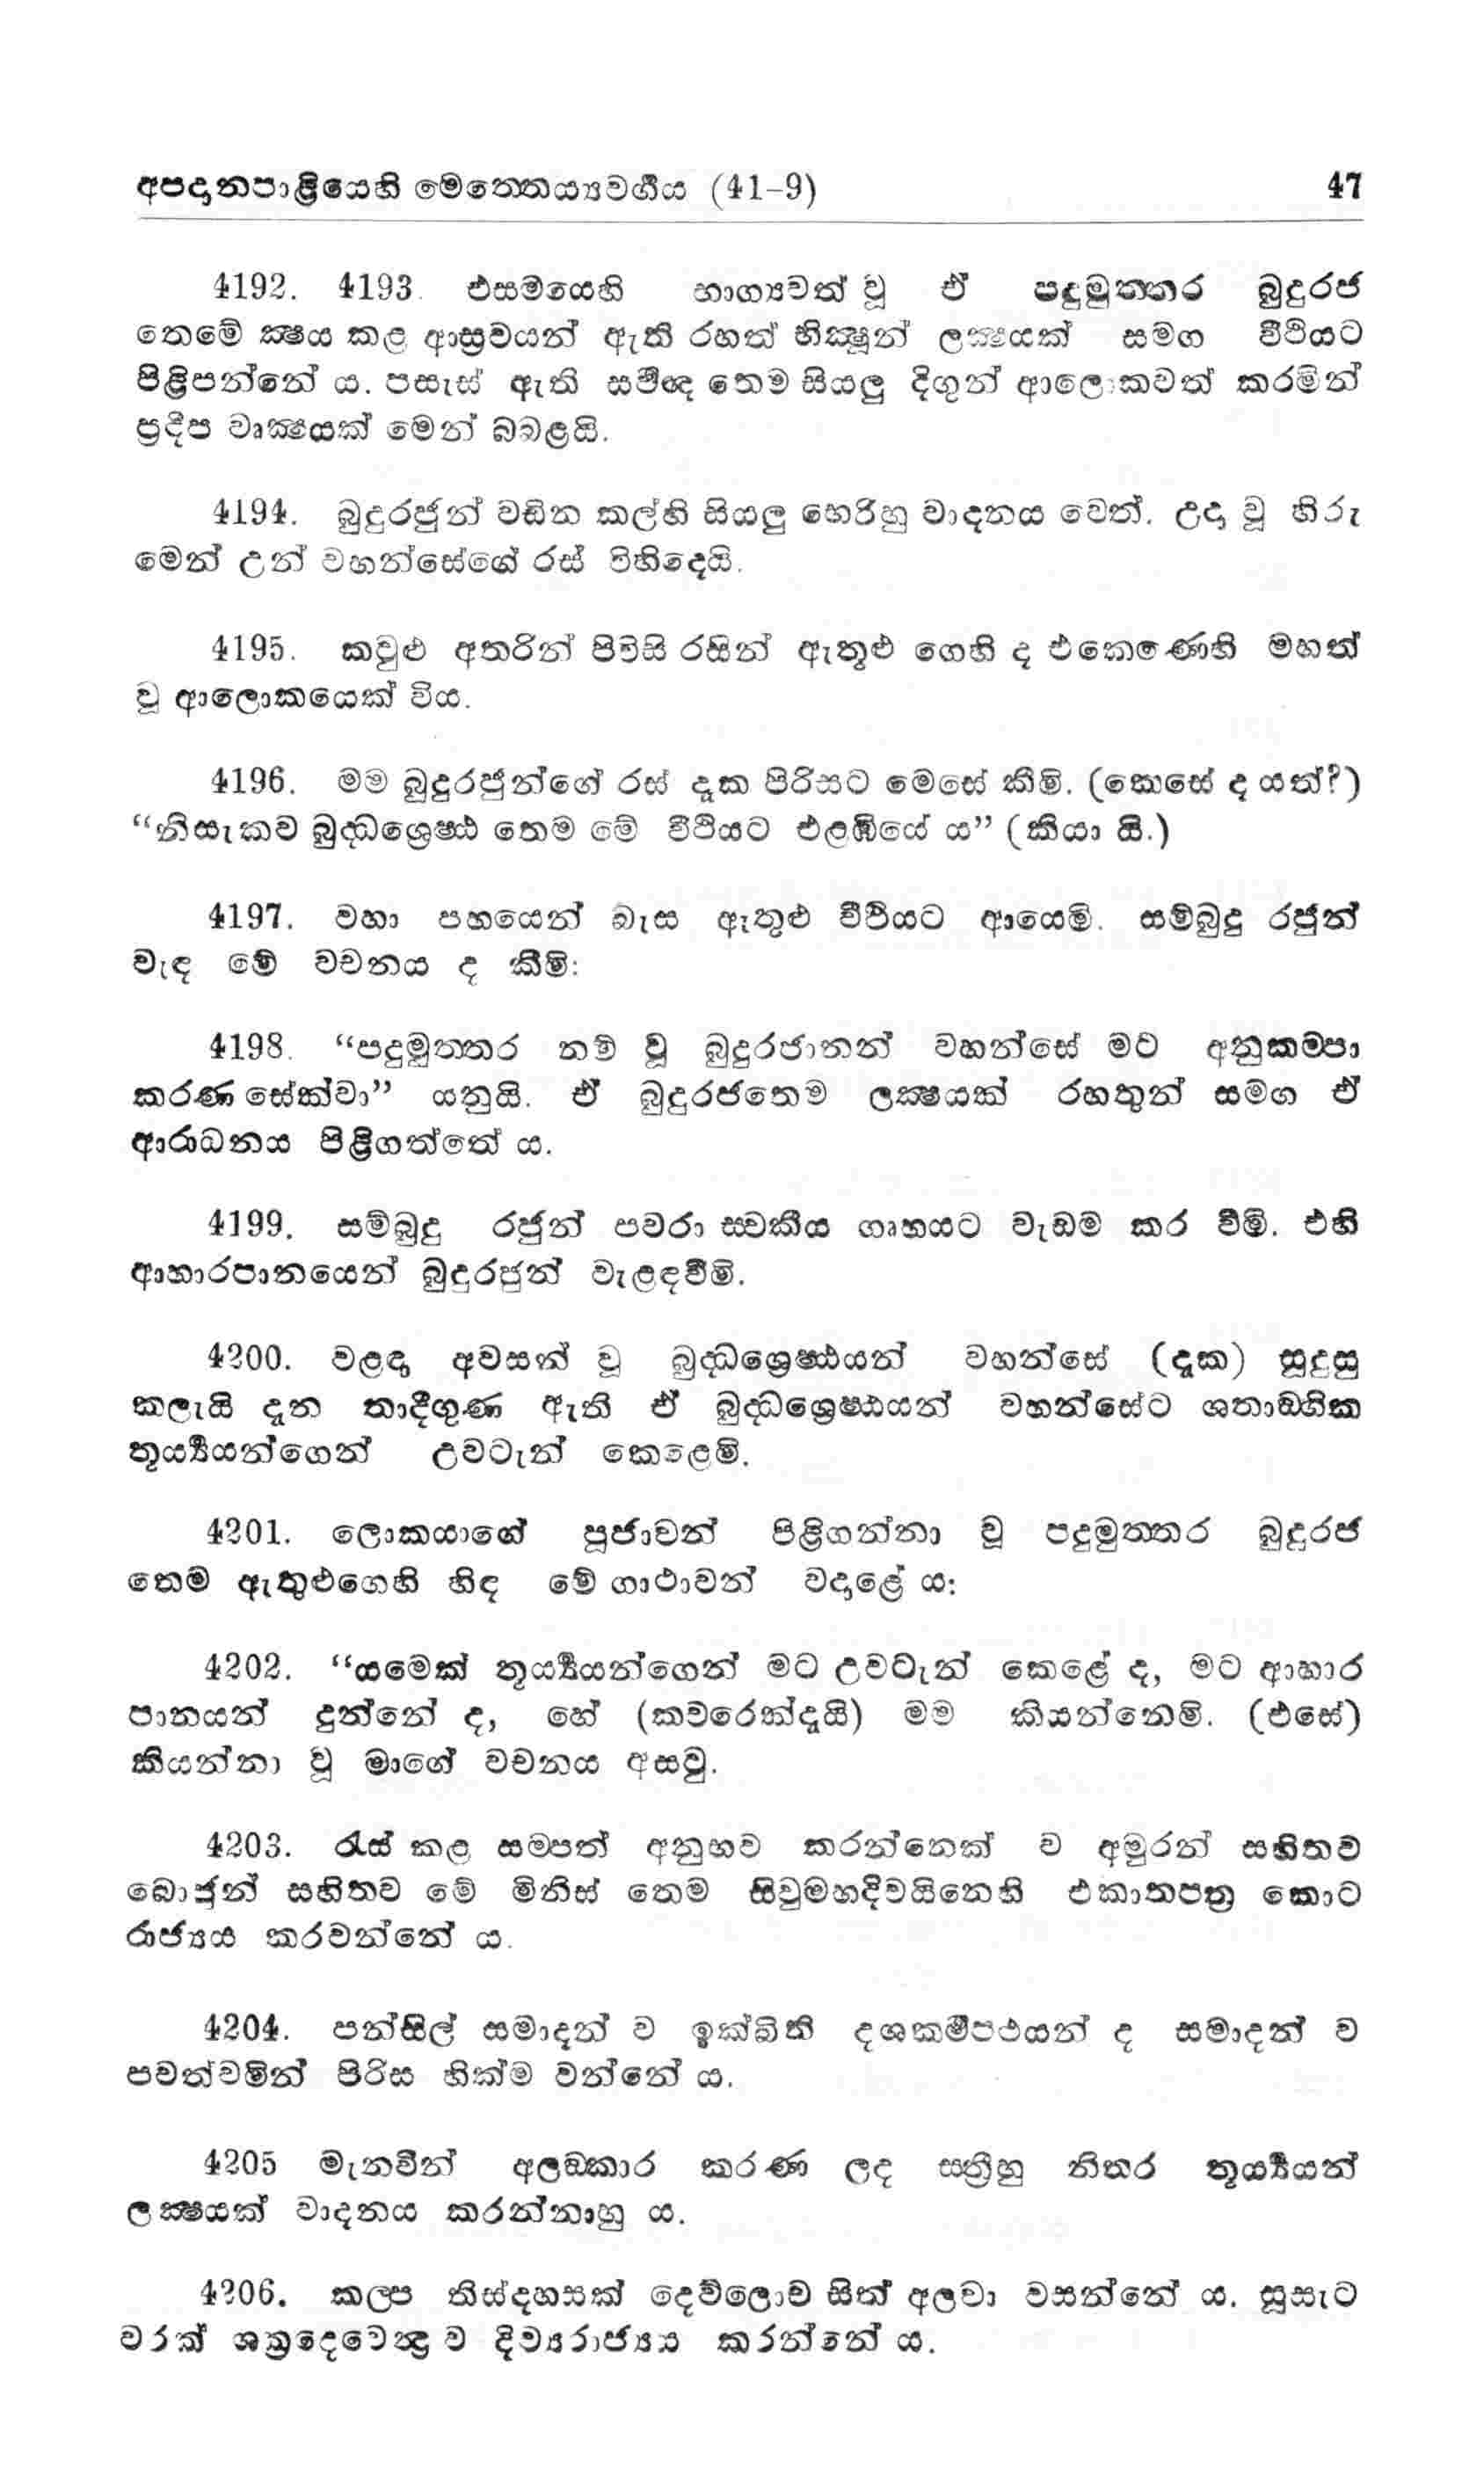 අපදානපාළියෙහි මෙත්තෙය්‍යවර්ගය (41-9) 47
4192. 4193. එසමයෙහි භාග්‍යවත් වූ ඒ පදුමුත්තර බුදුරජ
තෙමේ ක්‍ෂය කළ ආස්‍රවයන් ඇති රහත් භික්‍ෂූන් ලක්‍ෂයක් සමග වීථියට
පිළිපන්නේ ය. පසැස් ඇති සර්වඥ තෙම සියලු දිගුන් ආලොකවත් කරමින්
ප්‍රදීප වෘක්‍ෂයක් මෙන් බබළයි.
4194. බුදුරජුන් වඩින කල්හි සියලු භෙරිහු වාදනය වෙත්. උදා වූ හිරු
මෙන් උන් වහන්සේගේ රස් විහිදෙයි.
4195. කවුළු අතරින් පිවිසි රසින් ඇතුළු ගෙහි ද එකෙණෙහි මහත්
වූ ආලොකයෙක් විය.
4196. මම බුදුරජුන්ගේ රස් දැක පිරිසට මෙසේ කීමි. (කෙසේ ද යත්?)
“නිසැකව බුද්ධශ්‍රෙෂ්ඨ තෙම මේ වීථියට එළඹියේ ය” (කියා යි.)
4197. වහා පහයෙන් බැස ඇතුළු වීථියට ආයෙමි. සම්බුදු රජුන්
වැඳ මේ වචනය ද කීමි:
4198. “පදුමුත්තර නම් වූ බුදුරජානන් වහන්සේ මට අනුකම්පා
කරණ සේක්වා” යනුයි. ඒ බුදුරජතෙම ලක්‍ෂයක් රහතුන් සමග ඒ
ආරාධනය පිළිගත්තේ ය.
4199. සම්බුදු රජුන් පවරා ස්වකීය ගෘහයට වැඩම කර වීමි. එහි
ආහාරපානයෙන් බුදුරජුන් වැළඳවීමි.
4200. වළඳා අවසන් වූ බුද්ධශ්‍රෙෂ්ඨයන් වහන්සේ (දැක) සුදුසු
කලැයි දැන තාදීගුණ ඇති ඒ බුද්ධශ්‍රෙෂ්ඨයන් වහන්සේට ශතාඞ්ගික
තූර්‍ය්‍යයන්ගෙන් උවටැන් කෙළෙමි.
4201. ලොකයාගේ පූජාවන් පිළිගන්නා වූ පදුමුත්තර බුදුරජ
තෙම ඇතුළුගෙහි හිඳ මේ ගාථාවන් වදාළේ ය:
4202. “යමෙක් තූර්‍ය්‍යයන්ගෙන් මට උවටැන් කෙළේ ද, මට ආහාර
පානයන් දුන්නේ ද, හේ (කවරෙක්දැයි) මම කියන්නෙමි. (එසේ)
කියන්නා වූ මාගේ වචනය අසවු.
4203. රැස් කළ සම්පත් අනුභව කරන්නෙක් ව අමුරන් සහිතව
බොජුන් සහිතව මේ මිනිස් තෙම සිවුමහදිවයිනෙහි එකාතපත්‍ර කොට
රාජ්‍යය කරවන්නේ ය.
4204. පන්සිල් සමාදන් ව ඉක්බිති දශකර්මපථයන් ද සමාදන් ව
පවත්වමින් පිරිස හික්ම වන්නේ ය.
4205 මැනවින් අලඞ්කාර කරණ ලද ස්ත්‍රීහු නිතර තූර්‍ය්‍යයන්
ලක්‍ෂයක් වාදනය කරන්නාහු ය.
4206. කල්ප තිස්දහසක් දෙව්ලොව සිත් අලවා වසන්නේ ය. සූසැට
වරක් ශක්‍රදෙවෙන්ද්‍ර ව දිව්‍යරාජ්‍යය කරන්නේ ය.